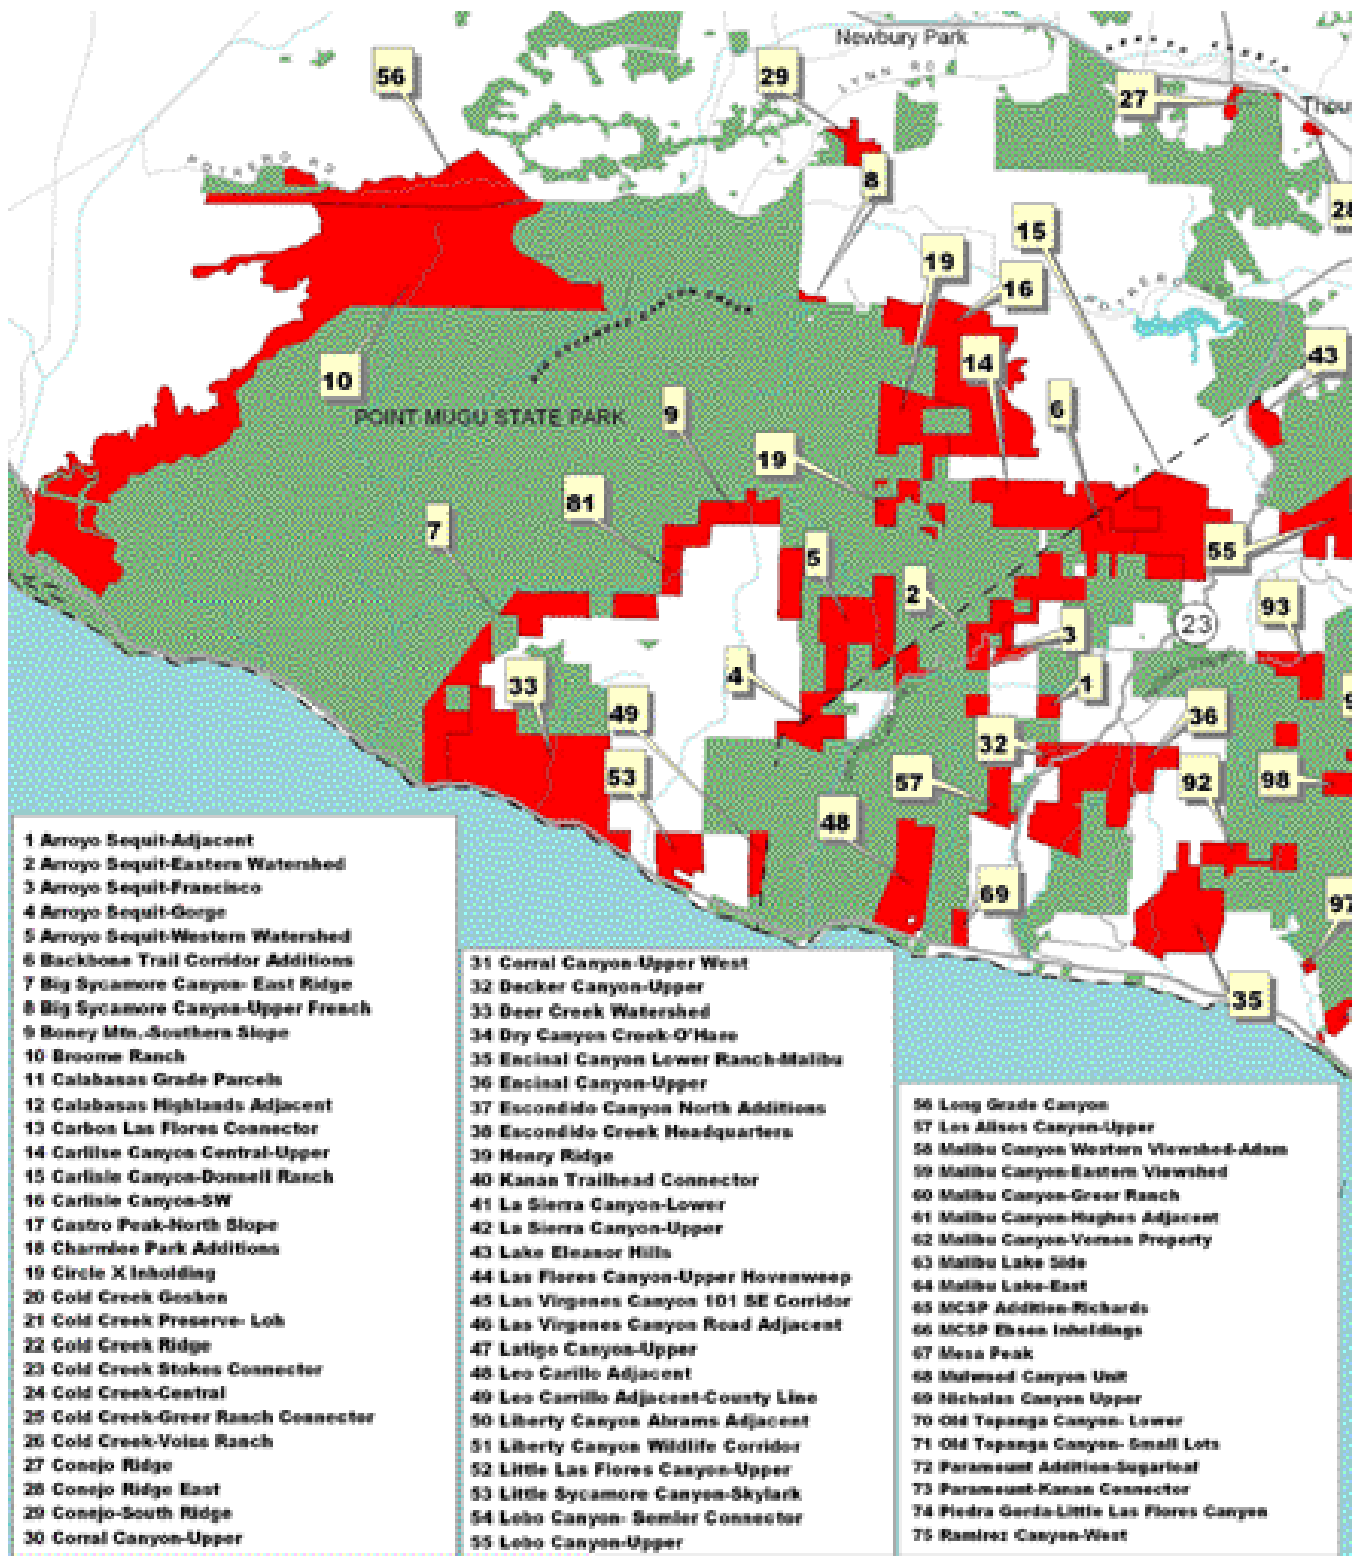 Newbury Park
56
29
LYNN RD
27
Thou
POTRERO RD
8
28
15
19
16
POTRERO
43
14
10
9
6
POINT MUGU STATE PARK
19
81
7
5
55
2
93
23
3
4
1
33
49
36
32
53
57
92
98
9
48
69
97
35
1 Arroyo Sequit-Adjacent
2 Arroyo Sequit-Eastern Watershed
3 Arroyo Sequit-Francisco
4 Arroyo Sequit-Gorge
5 Arroyo Sequit-Western Watershed
6 Backbone Trail Corridor Additions
7 Big Sycamore Canyon- East Ridge
8 Big Sycamore Canyon-Upper French
9 Boney Mtn.-Southern Slope
10 Broome Ranch
11 Calabasas Grade Parcels
12 Calabasas Highlands Adjacent
13 Carbon Las Flores Connector
14 Carlilse Canyon Central-Upper
15 Carlisle Canyon-Donnell Ranch
16 Carlisle Canyon-SW
17 Castro Peak-North Slope
18 Charmlee Park Additions
19 Circle X Inholding
20 Cold Creek Goshen
21 Cold Creek Preserve- Loh
22 Cold Creek Ridge
23 Cold Creek Stokes Connector
24 Cold Creek-Central
25 Cold Creek-Greer Ranch Connector
26 Cold Creek-Voiss Ranch
27 Conejo Ridge
28 Conejo Ridge East
29 Conejo-South Ridge
30 Corral Canyon-Upper
31 Corral Canyon-Upper West
32 Decker Canyon-Upper
33 Deer Creek Watershed
34 Dry Canyon Creek-O'Hare
35 Encinal Canyon Lower Ranch-Malibu
36 Encinal Canyon-Upper
37 Escondido Canyon North Additions
38 Escondido Creek Headquarters
39 Henry Ridge
40 Kanan Trailhead Connector
41 La Sierra Canyon-Lower
42 La Sierra Canyon-Upper
43 Lake Eleanor Hills
44 Las Flores Canyon-Upper Hovenweep
45 Las Virgenes Canyon 101 SE Corridor
46 Las Virgenes Canyon Road Adjacent
47 Latigo Canyon-Upper
48 Leo Carillo Adjacent
49 Leo Carrillo Adjacent-County Line
50 Liberty Canyon Abrams Adjacent
51 Liberty Canyon Wildlife Corridor
52 Little Las Flores Canyon-Upper
53 Little Sycamore Canyon-Skylark
54 Lobo Canyon- Semler Connector
55 Lobo Canyon-Upper
56 Long Grade Canyon
57 Los Alisos Canyon-Upper
58 Malibu Canyon Western Viewshed-Adam
59 Malibu Canyon-Eastern Viewshed
60 Malibu Canyon-Greer Ranch
61 Malibu Canyon-Hughes Adjacent
62 Malibu Canyon-Vernon Property
63 Malibu Lake Side
64 Malibu Lake-East
65 MCSP Addition-Richards
66 MCSP Ebsen Inholdings
67 Mesa Peak
68 Mulwood Canyon Unit
69 Nicholas Canyon Upper
70 Old Topanga Canyon- Lower
71 Old Topanga Canyon- Small Lots
72 Paramount Addition-Sugarloaf
73 Paramount-Kanan Connector
74 Piedra Gorda-Little Las Flores Canyon
75 Ramirez Canyon-West